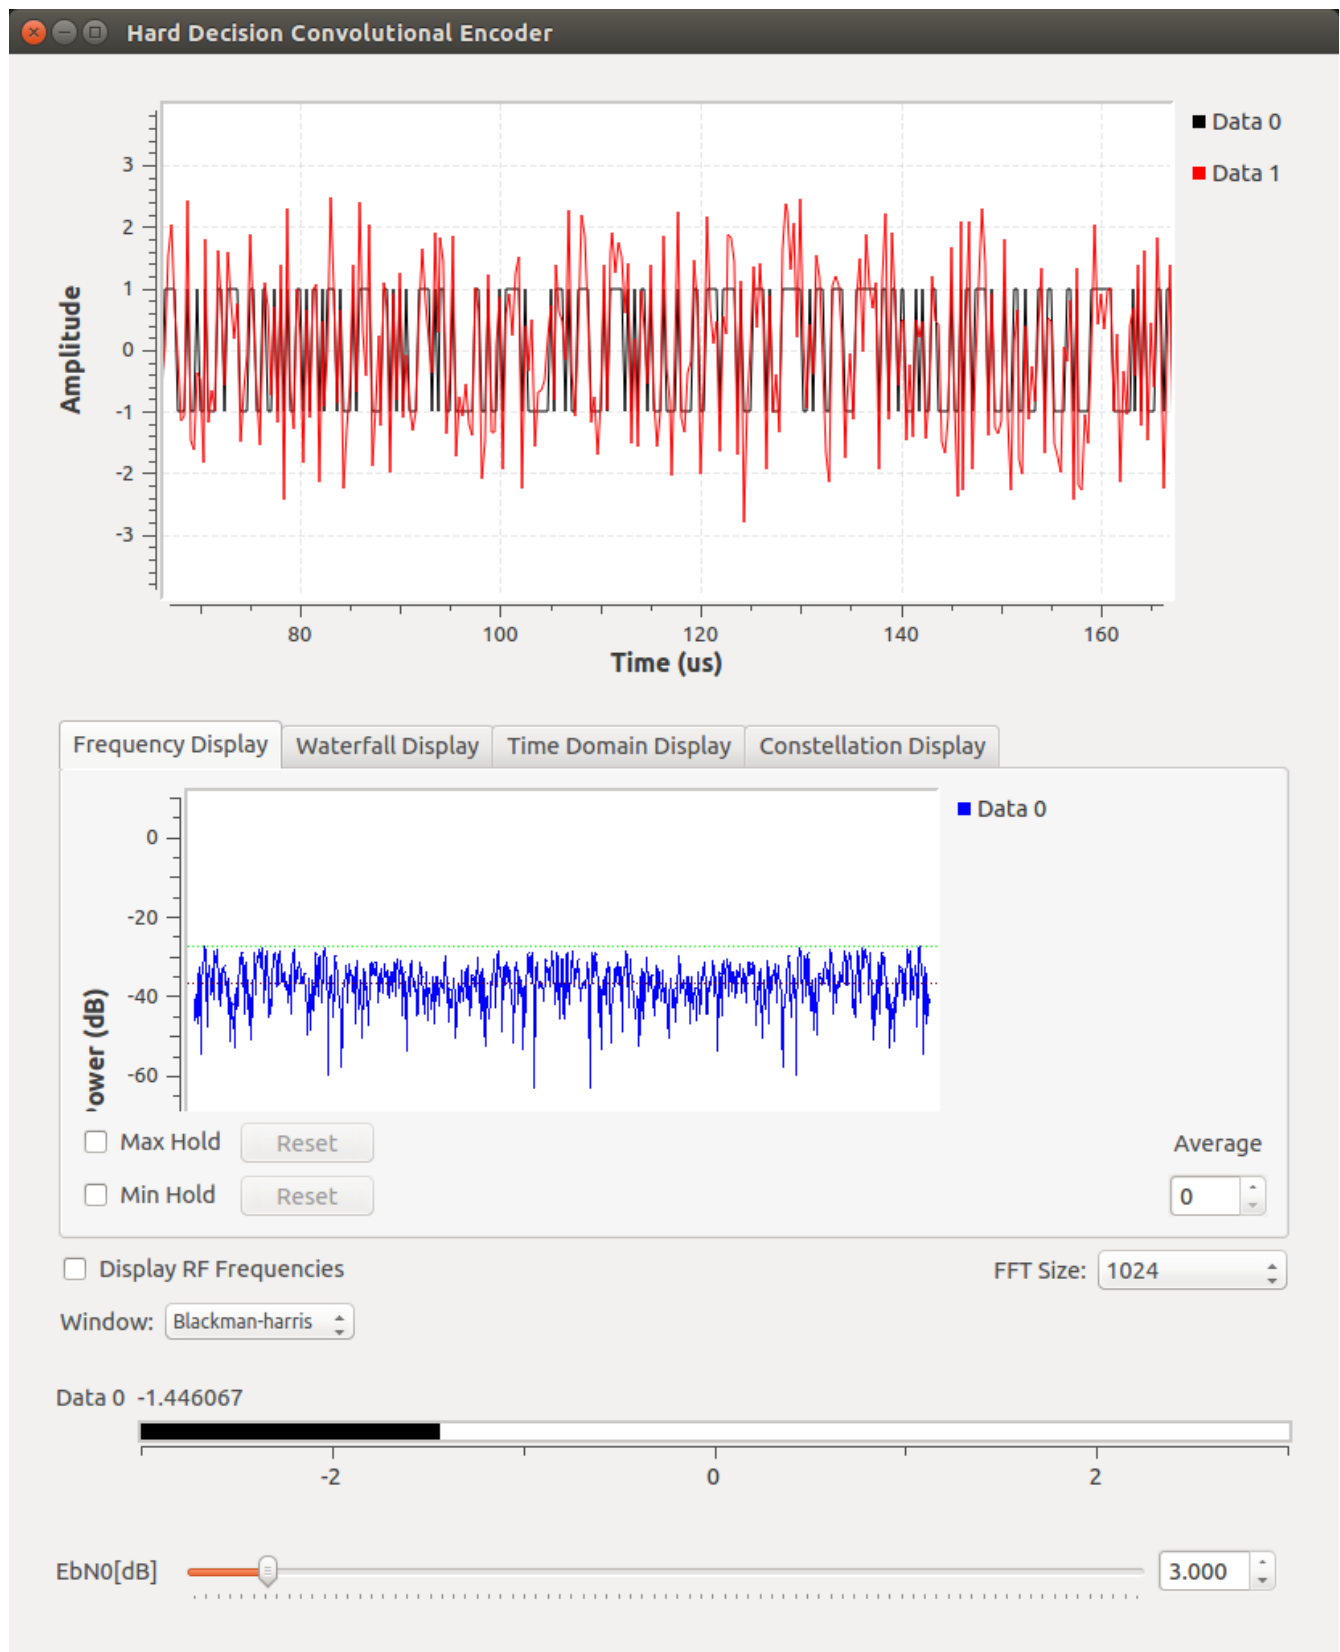 Hard Decision Convolutional Encoder
Data 0
Data 1
3
2
1
0
-1
-2
-3
Amplitude
80 100 120 140 160
Time (us)
Frequency Display Waterfall Display Time Domain Display Constellation Display
Data 0
0
-20
-40
-60
Power (dB)
Max Hold Reset Average
Min Hold Reset 0
Display RF Frequencies FFT Size: 1024
Window: Blackman-harris
Data 0 -1.446067
-2 0 2
EbN0[dB] 3.000